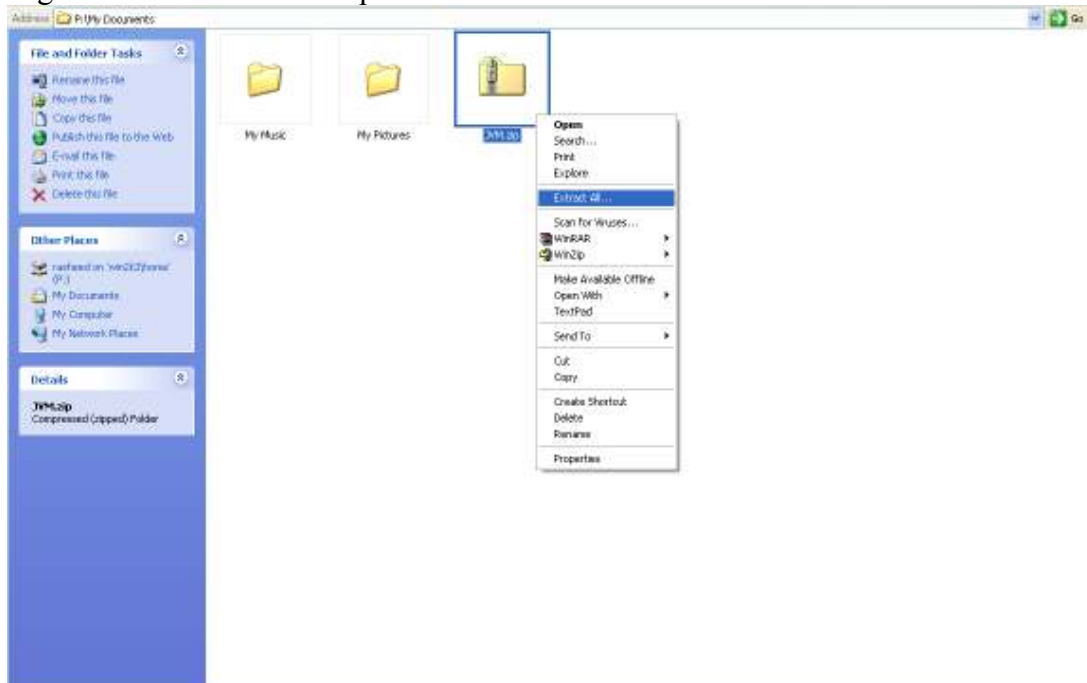 Address P:\My Documents
Go
File and Folder Tasks
Rename this file
Move this file
Copy this file
Publish this file to the Web
E-mail this file
Print this file
Delete this file
Other Places
(P:)
My Documents
My Computer
My Network Places
Details
JVM.zip
Compressed (zipped) Folder
My Music
My Pictures
JVM.zip
Open
Search...
Print
Explore
Extract All...
Scan for Viruses...
WinRAR
WinZip
Make Available Offline
Open With
TextPad
Send To
Cut
Copy
Create Shortcut
Delete
Rename
Properties